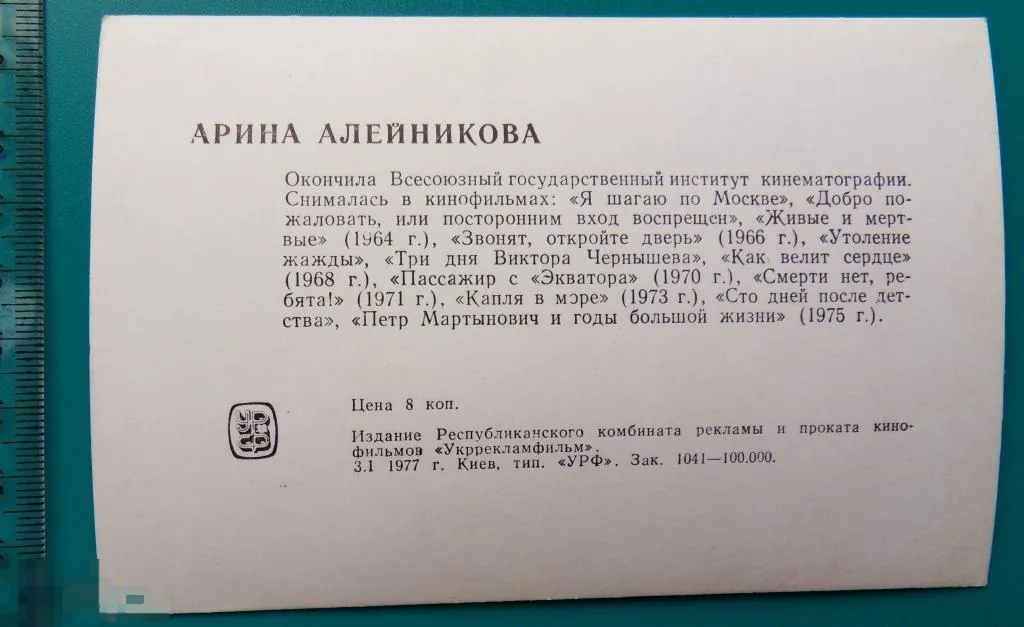 АРИНА АЛЕЙНИКОВА
Окончила Всесоюзный государственный институт кинематографии.
Снималась в кинофильмах: «Я шагаю по Москве», «Добро по-
жаловать, или посторонним вход воспрещен», «Живые и мерт-
вые» (1964 г.), «Звонят, откройте дверь» (1966 г.), «Утоление
жажды», «Три дня Виктора Чернышева», «Как велит сердце»
(1968 г.), «Пассажир с «Экватора» (1970 г.), «Смерти нет, ре-
бята!» (1971 г.), «Капля в море» (1973 г.), «Сто дней после дет-
ства», «Петр Мартынович и годы большой жизни» (1975 г.).
УРФ
Цена 8 коп.
Издание Республиканского комбината рекламы и проката кино-
фильмов «Укррекламфильм».
3.I 1977 г. Киев, тип. «УРФ». Зак. 1041—100.000.